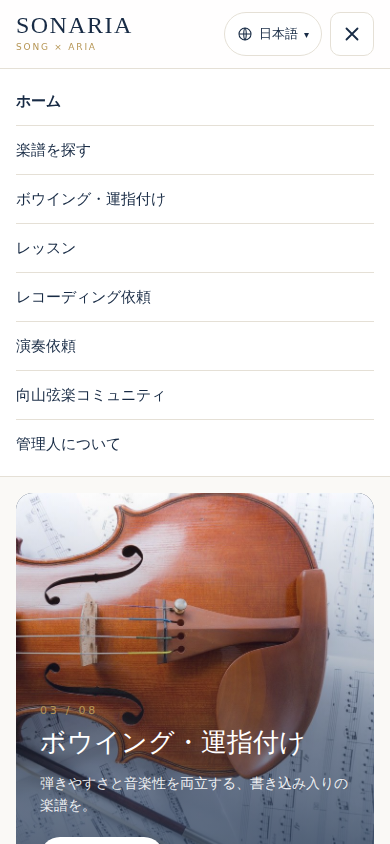 SONARIA
SONG × ARIA
日本語 ▾
ホーム
楽譜を探す
ボウイング・運指付け
レッスン
レコーディング依頼
演奏依頼
向山弦楽コミュニティ
管理人について
03 / 08
ボウイング・運指付け
弾きやすさと音楽性を両立する、書き込み入りの
楽譜を。